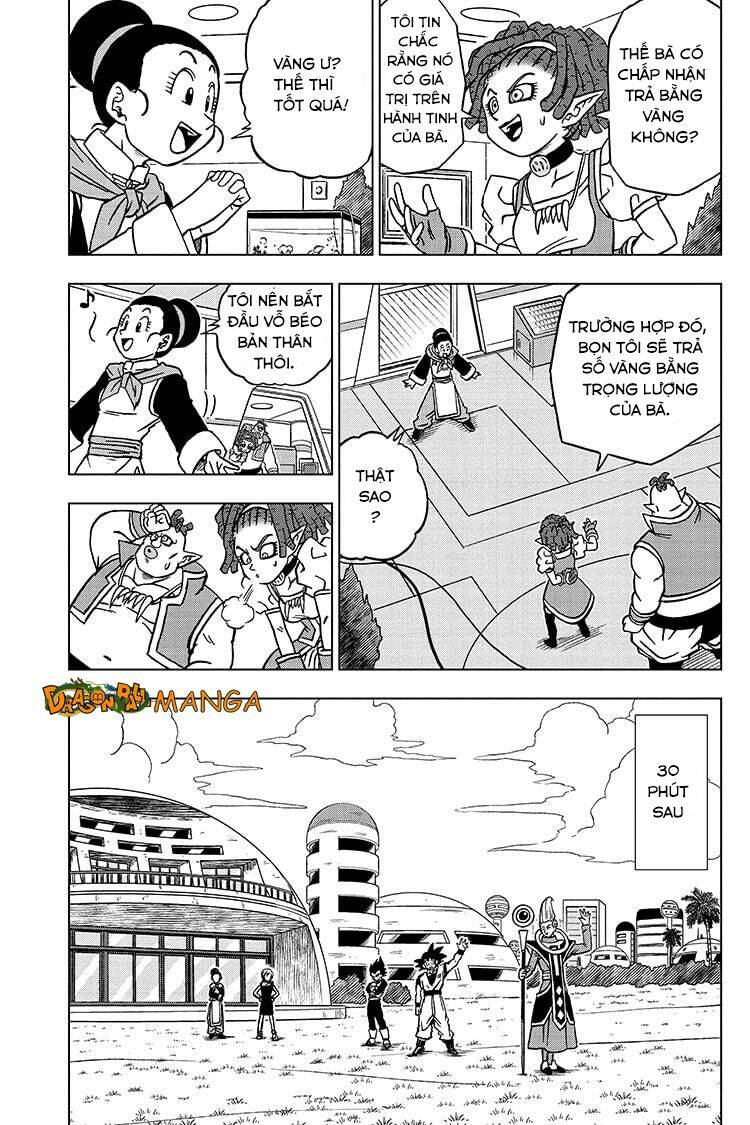 THẾ BÀ CÓ
CHẤP NHẬN
TRẢ BẰNG
VÀNG
KHÔNG?
TÔI TIN
CHẮC
RẰNG NÓ
CÓ GIÁ
TRỊ TRÊN
HÀNH TINH
CỦA BÀ.
VÀNG Ư?
THẾ THÌ
TỐT QUÁ!
TRƯỜNG HỢP ĐÓ,
BỌN TÔI SẼ TRẢ
SỐ VÀNG BẰNG
TRỌNG LƯỢNG
CỦA BÀ.
THẬT
SAO
?
TÔI NÊN BẮT
ĐẦU VỖ BÉO
BẢN THÂN
THÔI.
DRAGON BALL MANGA
30
PHÚT
SAU